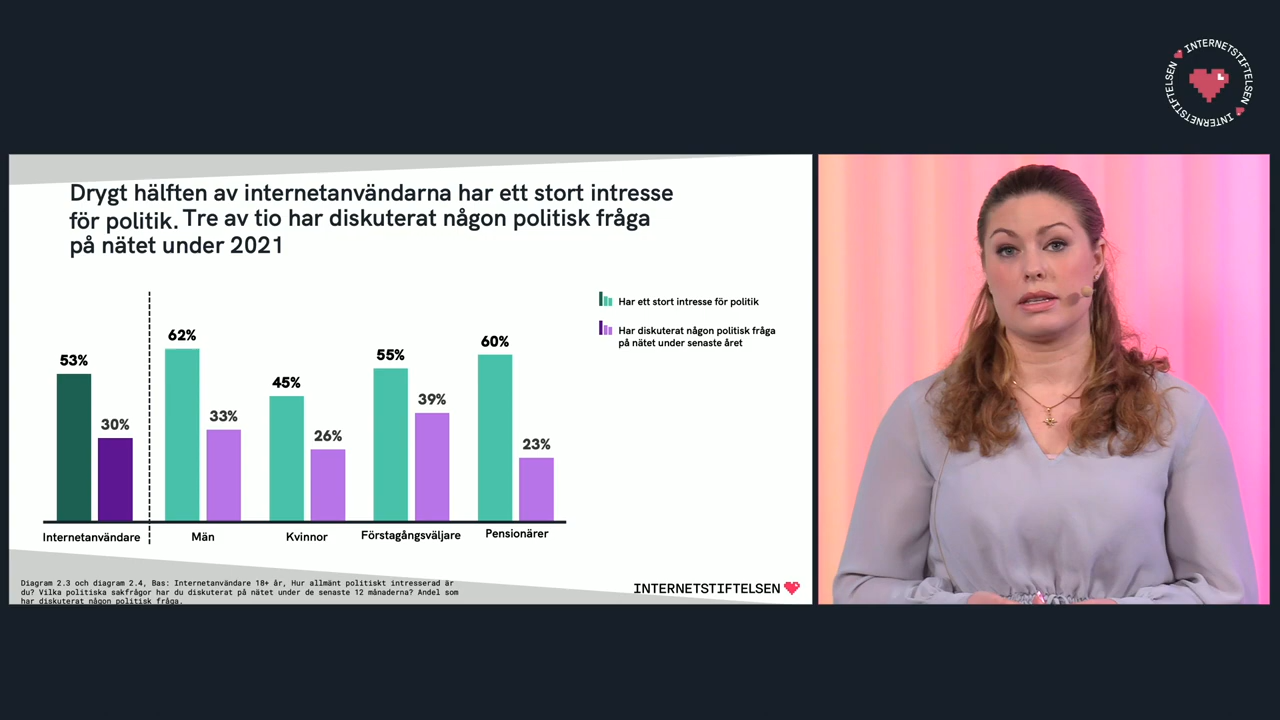 INTERNETSTIFTELSEN
INTERNETSTIFTELSEN
Drygt hälften av internetanvändarna har ett stort intresse
för politik. Tre av tio har diskuterat någon politisk fråga
på nätet under 2021
Har ett stort intresse för politik
Har diskuterat någon politisk fråga
på nätet under senaste året
53%
30%
62%
33%
45%
26%
55%
39%
60%
23%
Internetanvändare
Män
Kvinnor
Förstagångsväljare
Pensionärer
Diagram 2.3 och diagram 2.4, Bas: Internetanvändare 18+ år, Hur allmänt politiskt intresserad är
du? Vilka politiska sakfrågor har du diskuterat på nätet under de senaste 12 månaderna? Andel som
har diskuterat någon politisk fråga.
INTERNETSTIFTELSEN